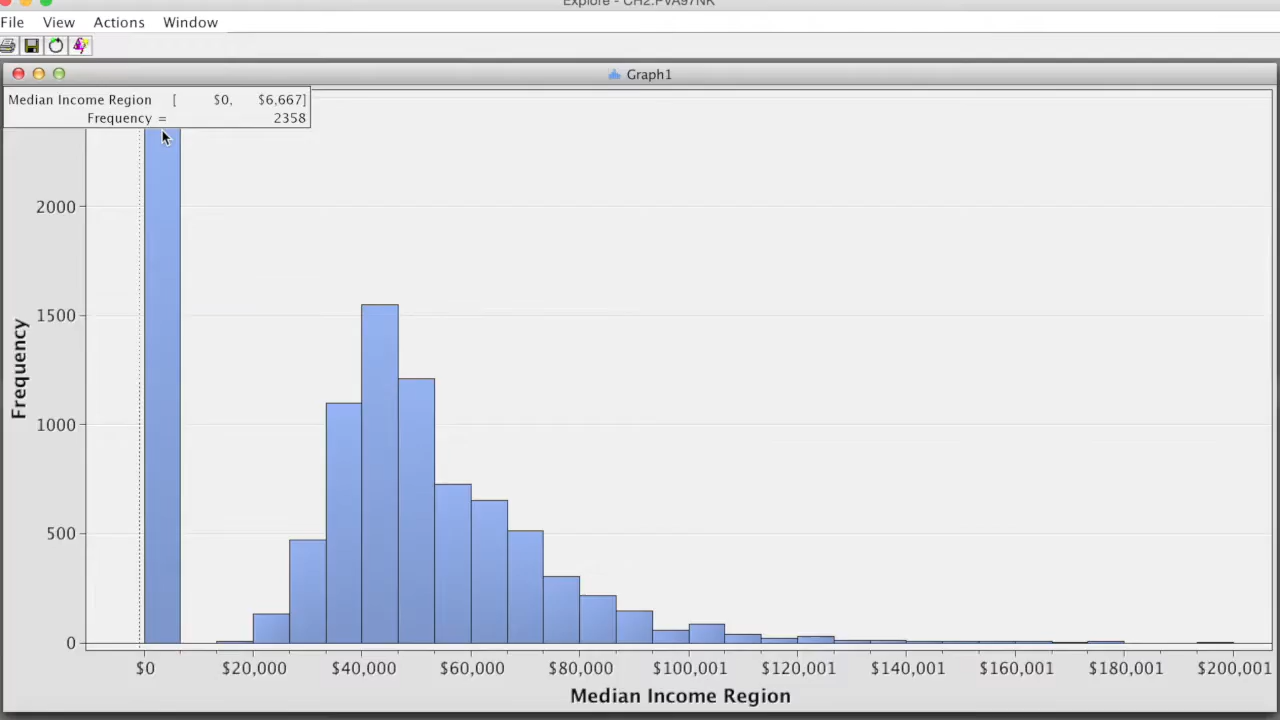 Explore - CH2.PVA97NK
File View Actions Window
Graph1
Median Income Region [ $0, $6,667]
Frequency = 2358
2000
1500
1000
500
0
Frequency
$0 $20,000 $40,000 $60,000 $80,000 $100,001 $120,001 $140,001 $160,001 $180,001 $200,001
Median Income Region